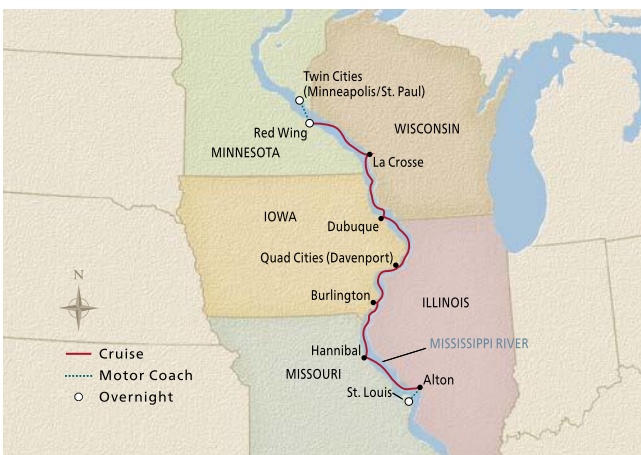 Twin Cities
(Minneapolis/St. Paul)
Red Wing
WISCONSIN
MINNESOTA
La Crosse
IOWA
Dubuque
Quad Cities (Davenport)
N
Burlington
ILLINOIS
MISSISSIPPI RIVER
Hannibal
Cruise
MISSOURI
Alton
Motor Coach
St. Louis
Overnight